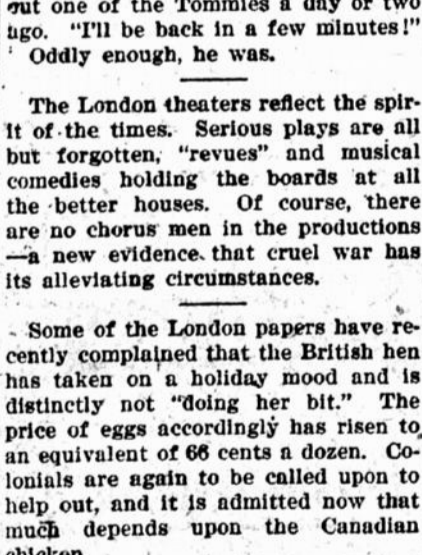 out one of the Tommies a day or two
ago. "I'll be back in a few minutes!"
Oddly enough, he was.
The London theaters reflect the spir-
it of the times. Serious plays are all
but forgotten, "revues" and musical
comedies holding the boards at all
the better houses. Of course, there
are no chorus men in the productions
—a new evidence that cruel war has
its alleviating circumstances.
Some of the London papers have re-
cently complained that the British hen
has taken on a holiday mood and is
distinctly not "doing her bit." The
price of eggs accordingly has risen to
an equivalent of 66 cents a dozen. Co-
lonials are again to be called upon to
help out, and it is admitted now that
much depends upon the Canadian
chicken.